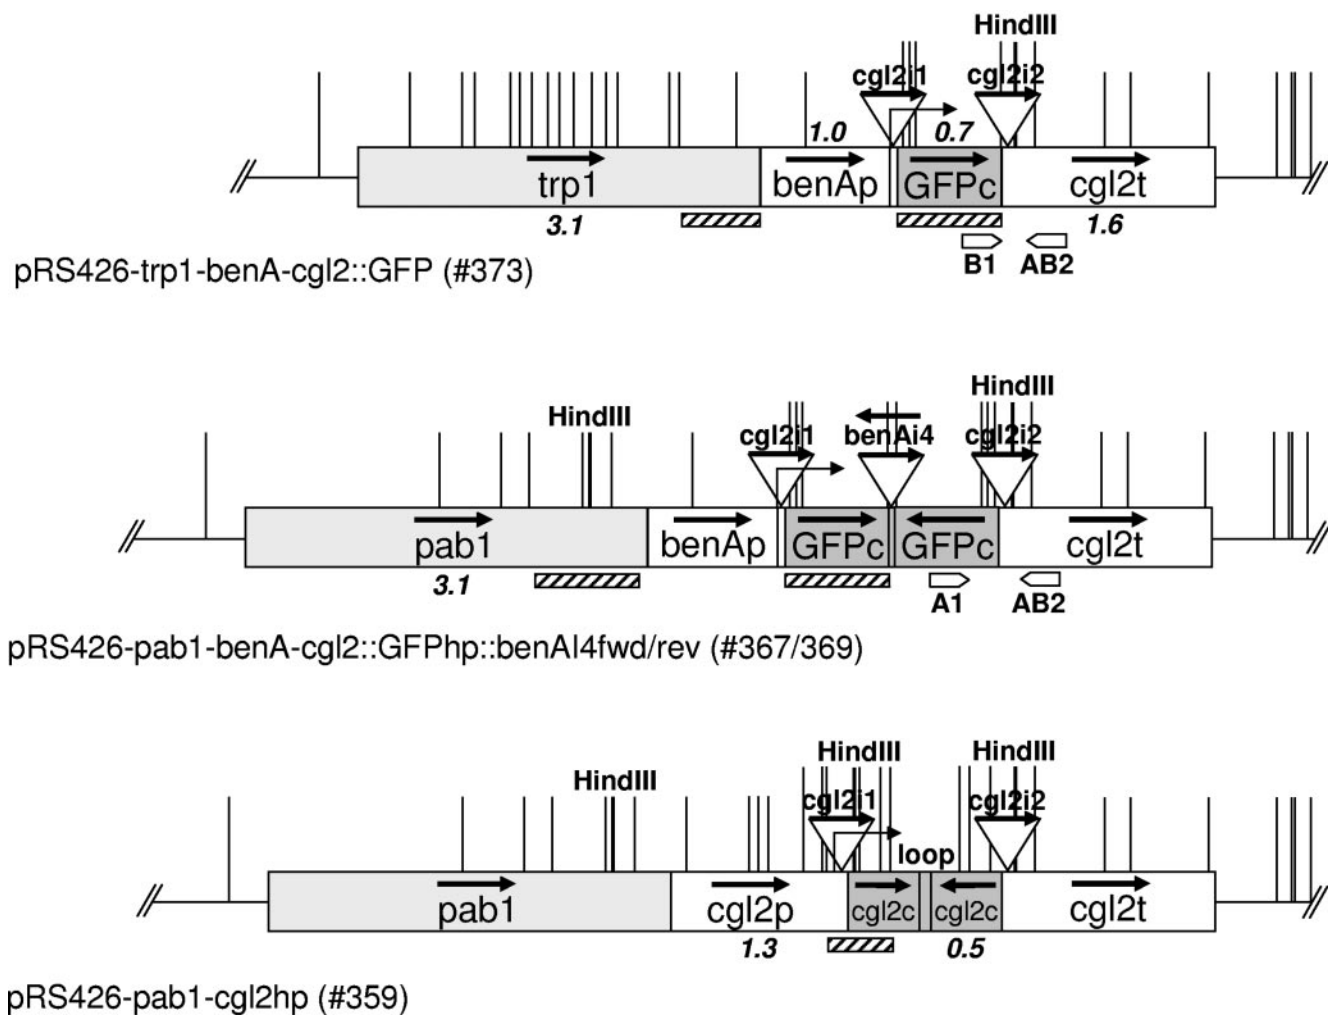 HindIII
cgl2i1 cgl2i2
1.0 0.7
trp1 benAp GFPc cgl2t
3.1 1.6
B1 AB2
pRS426-trp1-benA-cgl2::GFP (#373)
HindIII
HindIII
cgl2i1 benAi4 cgl2i2
pab1 benAp GFPc GFPc cgl2t
3.1
A1 AB2
pRS426-pab1-benA-cgl2::GFPhp::benAI4fwd/rev (#367/369)
HindIII HindIII
HindIII
cgl2i1 cgl2i2
loop
pab1 cgl2p cgl2c cgl2c cgl2t
1.3 0.5
pRS426-pab1-cgl2hp (#359)